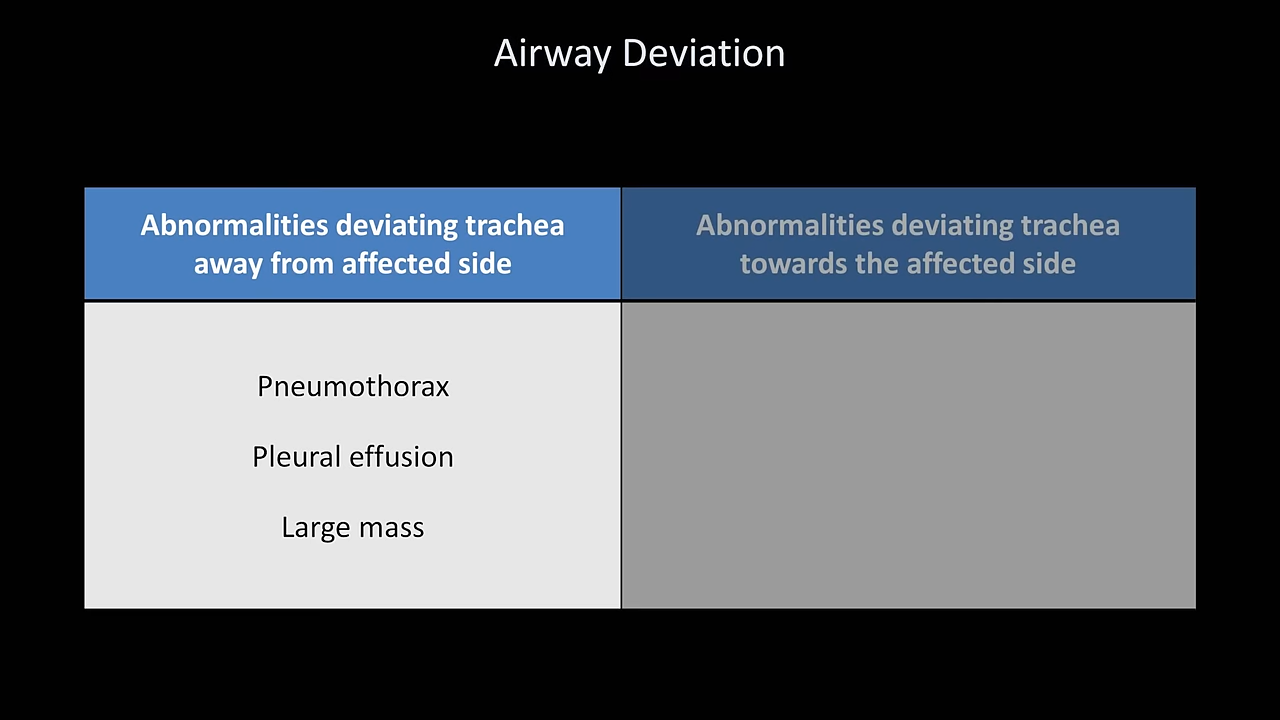 Airway Deviation
Abnormalities deviating trachea
away from affected side
Abnormalities deviating trachea
towards the affected side
Pneumothorax
Pleural effusion
Large mass